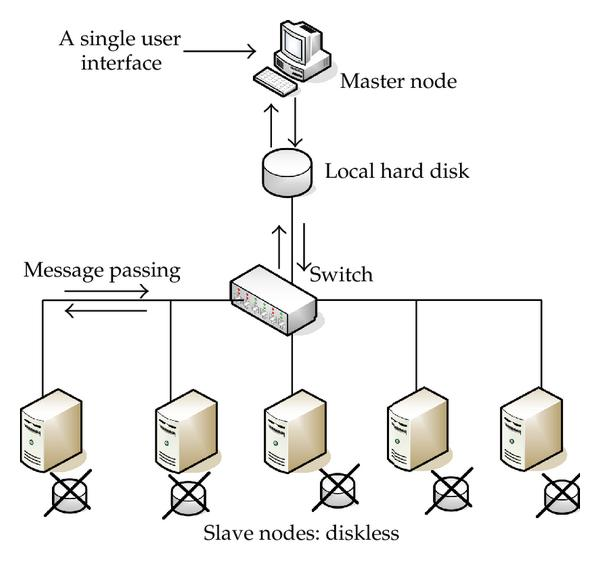 A single user
interface
Master node
Local hard disk
Message passing
Switch
Slave nodes: diskless